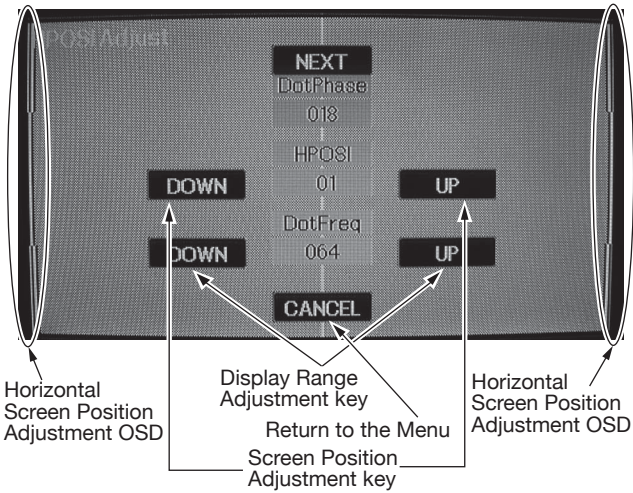 HPOSI Adjust
NEXT
DotPhase
018
HPOSI
DOWN 01 UP
DotFreq
DOWN 064 UP
CANCEL
Horizontal
Screen Position
Adjustment OSD
Display Range
Adjustment key
Return to the Menu
Screen Position
Adjustment key
Horizontal
Screen Position
Adjustment OSD